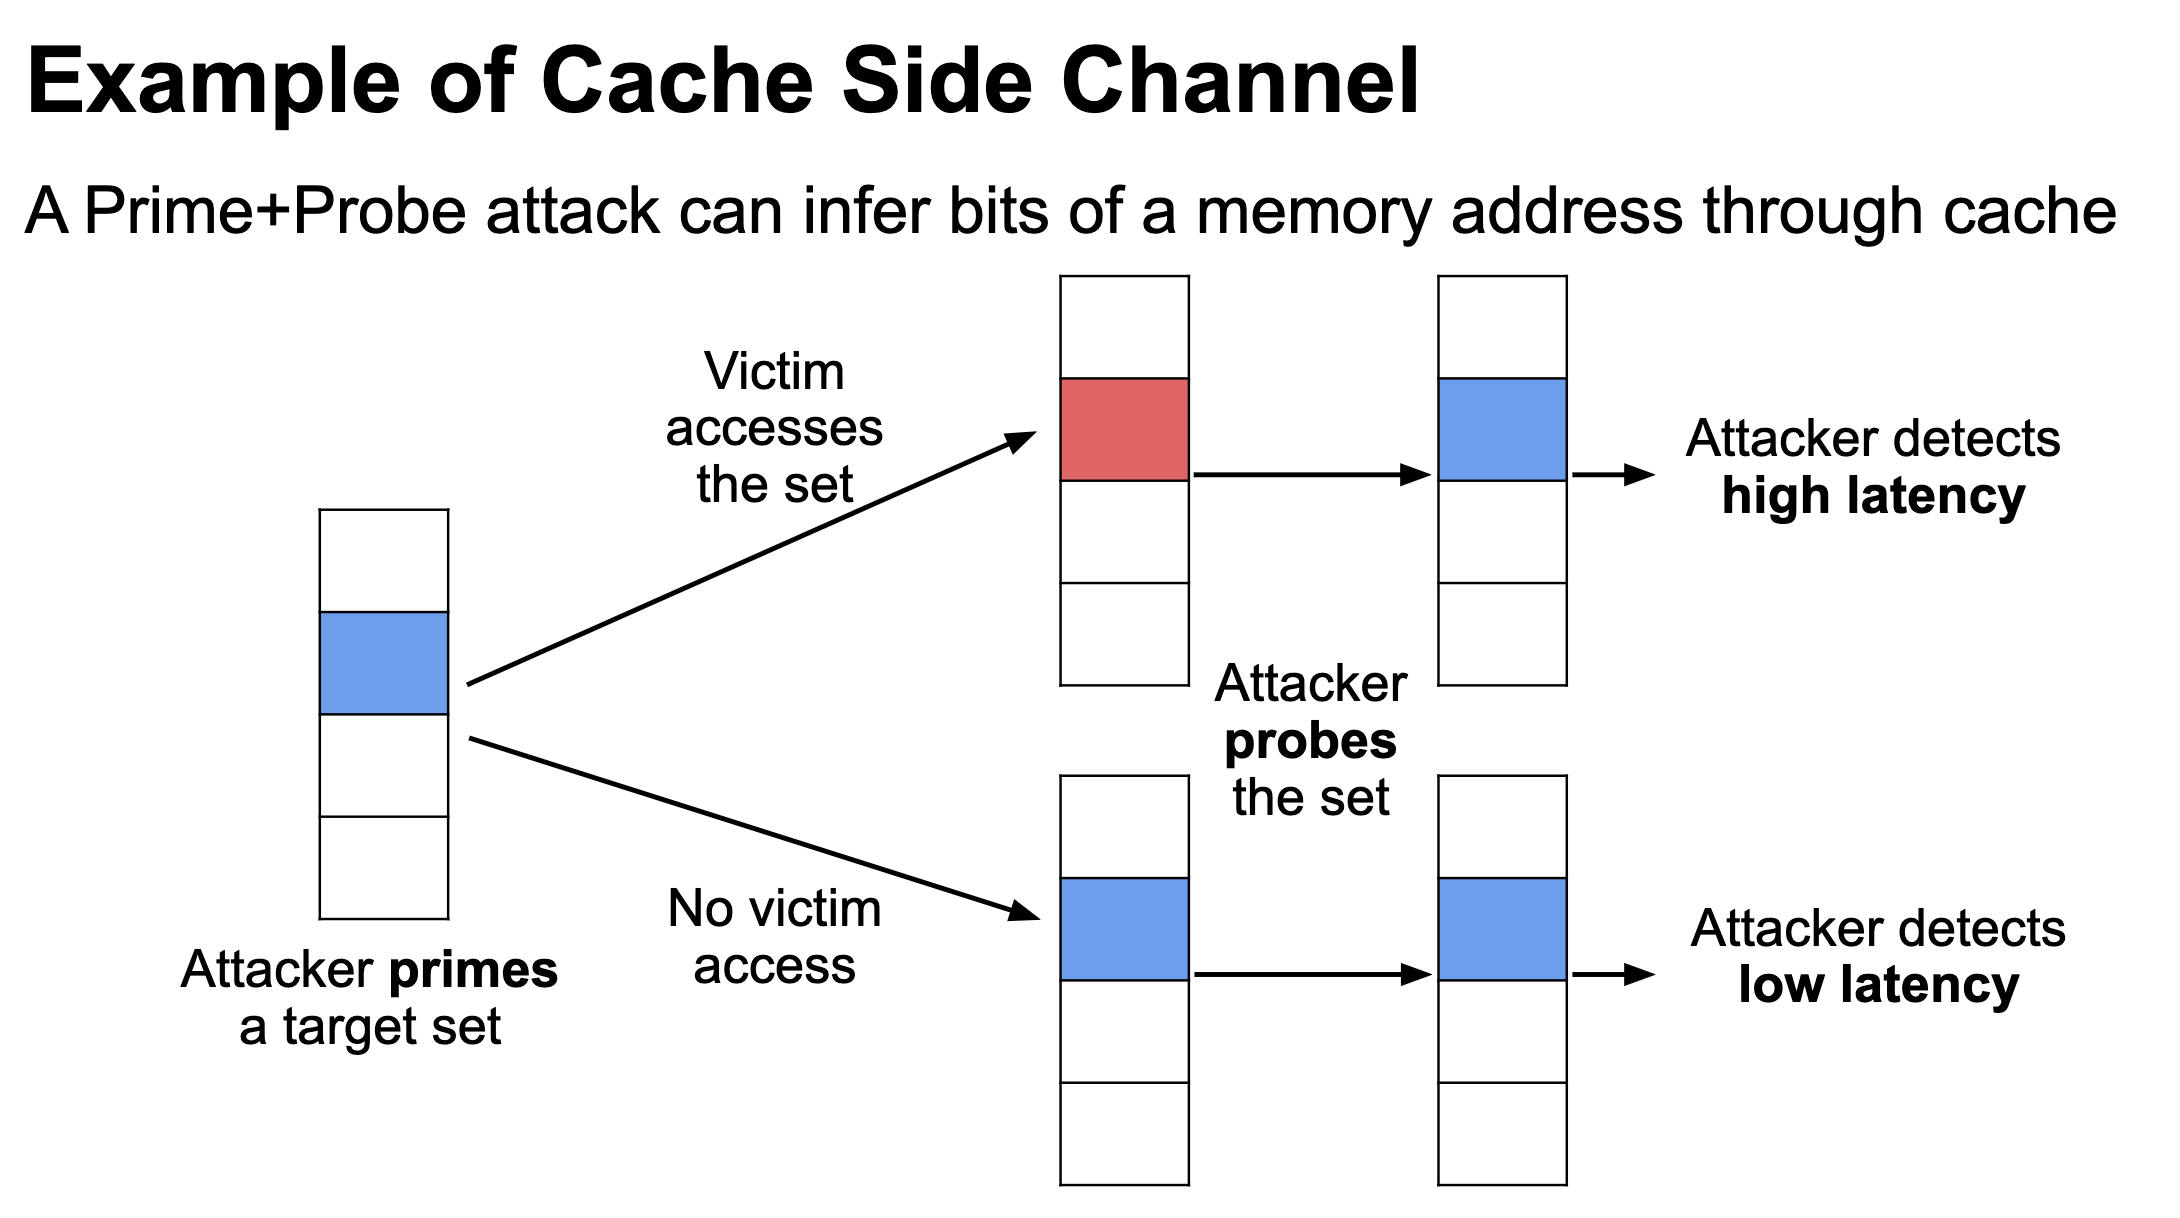 Example of Cache Side Channel
A Prime+Probe attack can infer bits of a memory address through cache
Victim
accesses
the set
Attacker detects
high latency
Attacker
probes
the set
Attacker primes
a target set
No victim
access
Attacker detects
low latency